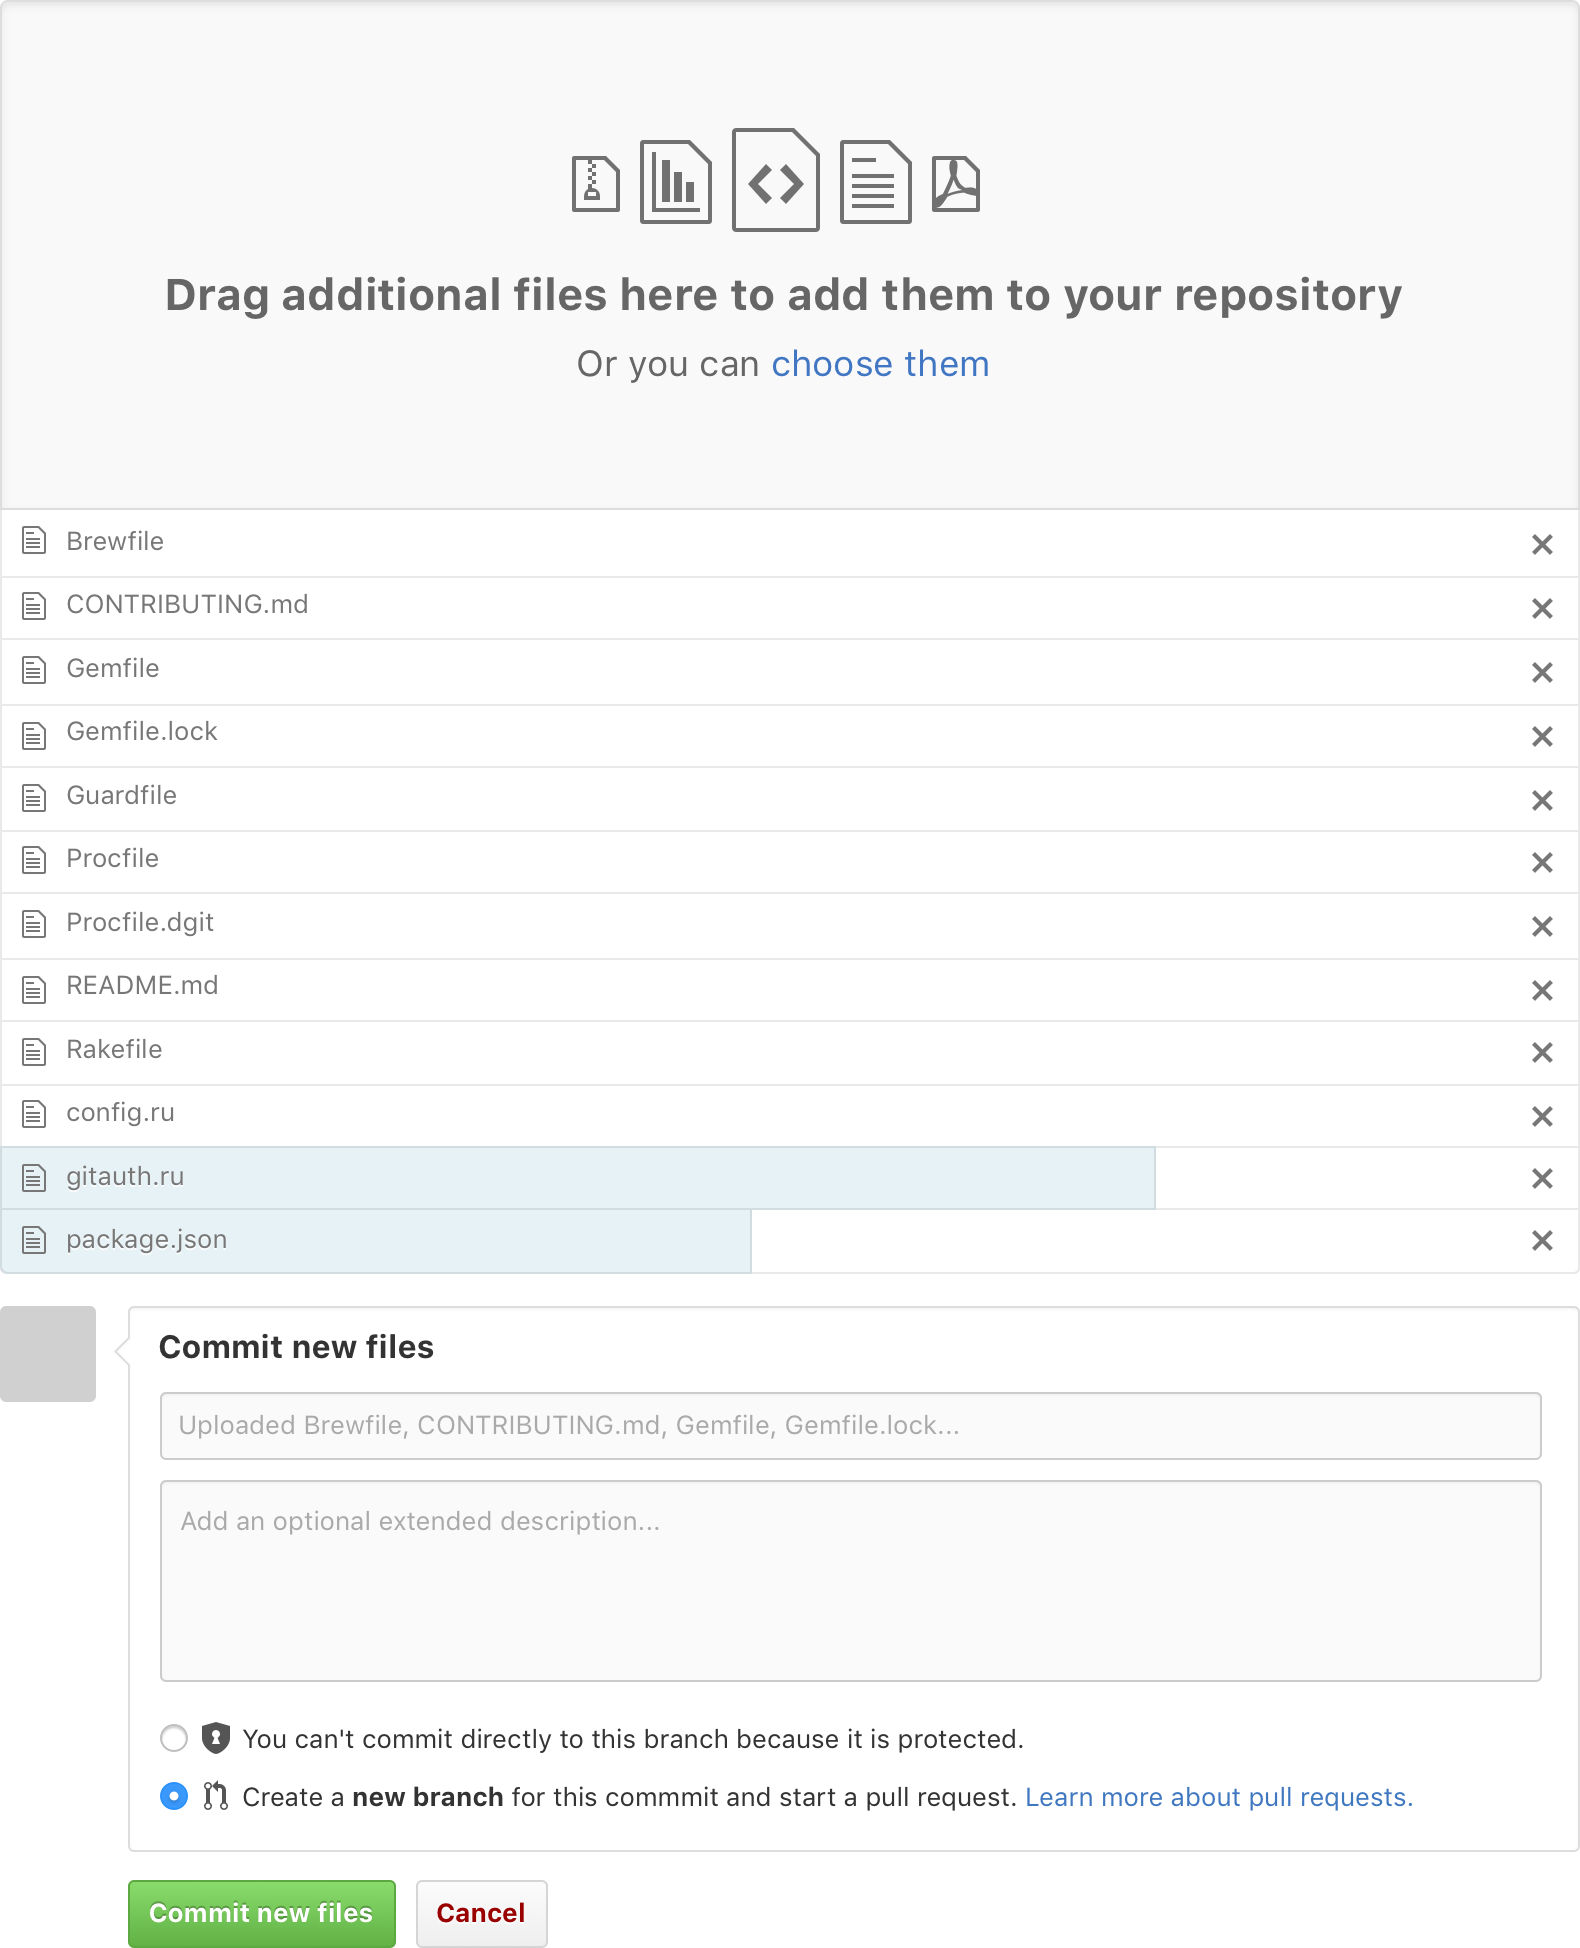 Drag additional files here to add them to your repository
Or you can choose them
Brewfile
CONTRIBUTING.md
Gemfile
Gemfile.lock
Guardfile
Procfile
Procfile.dgit
README.md
Rakefile
config.ru
gitauth.ru
package.json
Commit new files
Uploaded Brewfile, CONTRIBUTING.md, Gemfile, Gemfile.lock...
Add an optional extended description...
You can't commit directly to this branch because it is protected.
Create a new branch for this commmit and start a pull request. Learn more about pull requests.
Commit new files
Cancel